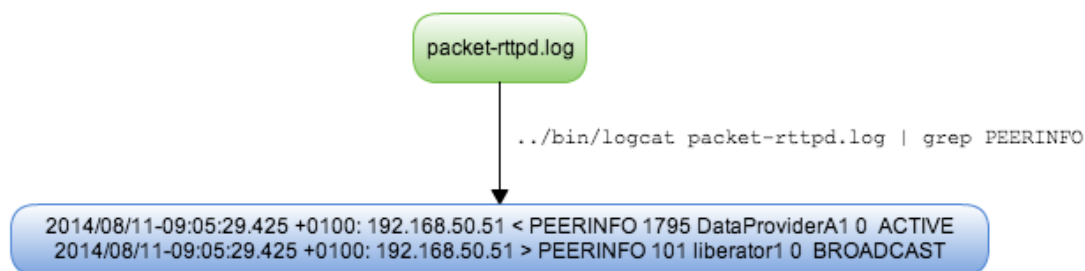 packet-rttpd.log
../bin/logcat packet-rttpd.log | grep PEERINFO
2014/08/11-09:05:29.425 +0100: 192.168.50.51 < PEERINFO 1795 DataProviderA1 0  ACTIVE
2014/08/11-09:05:29.425 +0100: 192.168.50.51 > PEERINFO 101 liberator1 0  BROADCAST